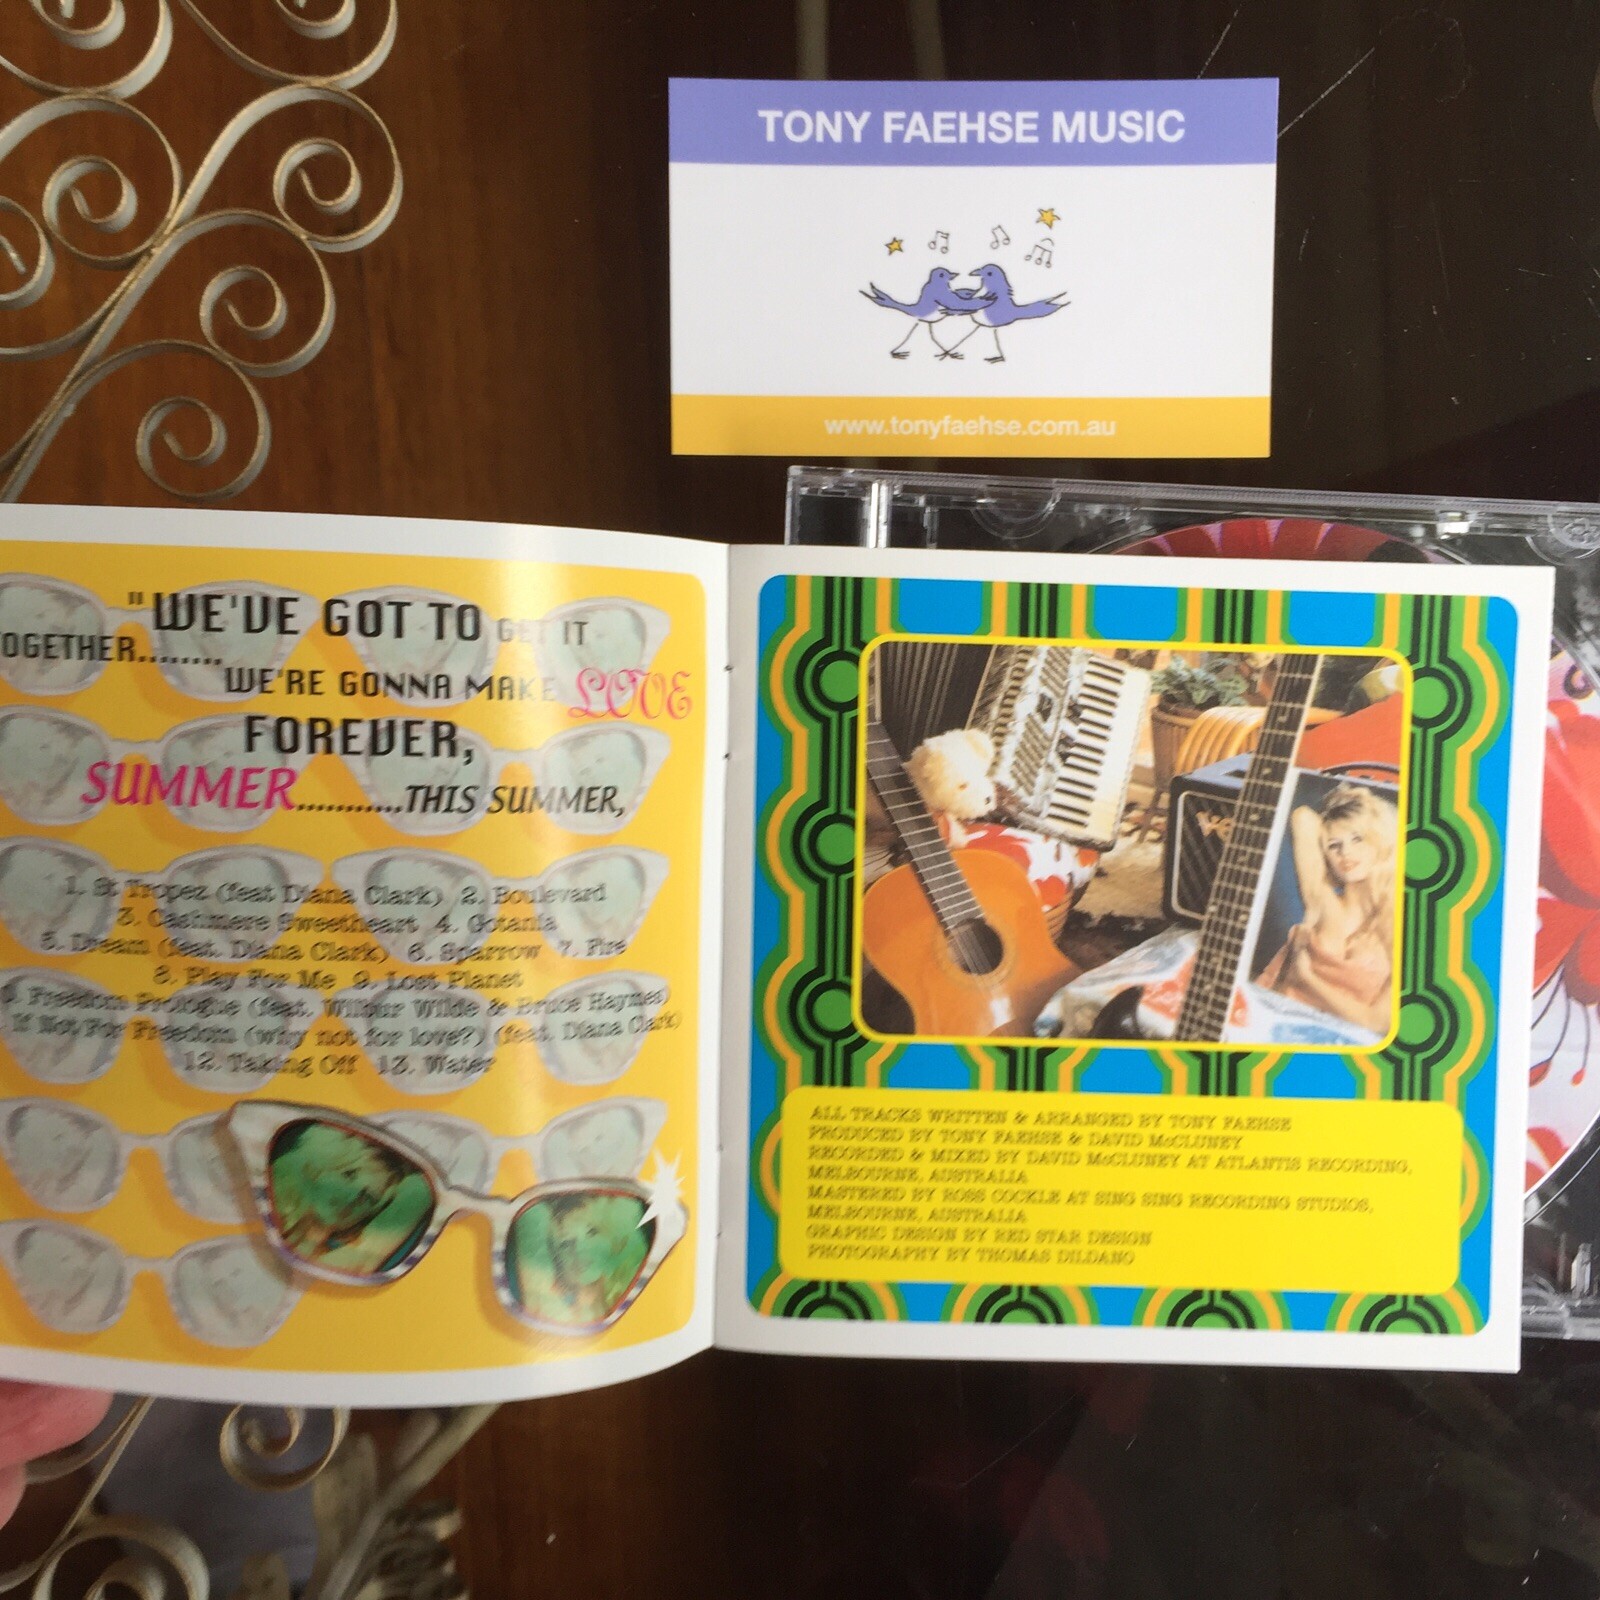 TONY FAEHSE MUSIC
www.tonyfaehse.com.au
"WE'VE GOT TO GET IT
TOGETHER........
WE'RE GONNA MAKE LOVE
FOREVER,
SUMMER...........THIS SUMMER,
1. St Tropez (feat Diana Clark) 2. Boulevard
3. Cashmere Sweetheart 4. Gotania
5. Dream (feat. Diana Clark) 6. Sparrow 7. Fire
8. Play For Me 9. Lost Planet
0. Freedom Prologue (feat. Wilbur Wilde & Bruce Haymes)
If Not For Freedom (why not for love?) (feat. Diana Clark)
12. Taking Off 13. Water
ALL TRACKS WRITTEN & ARRANGED BY TONY FAEHSE
PRODUCED BY TONY FAEHSE & DAVID McCLUNEY
RECORDED & MIXED BY DAVID McCLUNEY AT ATLANTIS RECORDING,
MELBOURNE, AUSTRALIA
MASTERED BY ROSS COCKLE AT SING SING RECORDING STUDIOS,
MELBOURNE, AUSTRALIA
GRAPHIC DESIGN BY RED STAR DESIGN
PHOTOGRAPHY BY THOMAS DILDANO